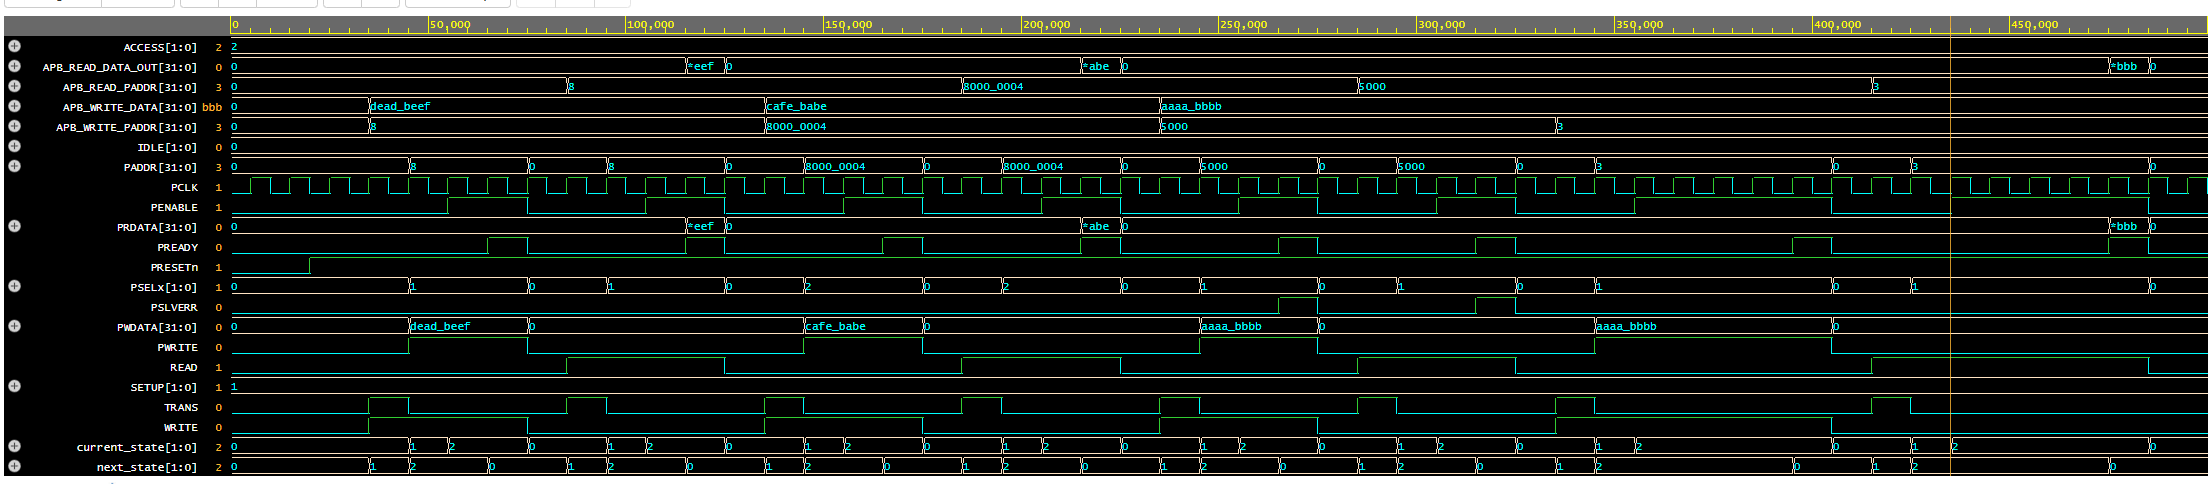 0 50,000 100,000 150,000 200,000 250,000 300,000 350,000 400,000 450,000
ACCESS[1:0] 2 2
APB_READ_DATA_OUT[31:0] 0 0 *eef 0 *abe 0 *bbb 0
APB_READ_PADDR[31:0] 3 0 8 8000_0004 5000 3
APB_WRITE_DATA[31:0] bbb 0 dead_beef cafe_babe aaaa_bbbb
APB_WRITE_PADDR[31:0] 3 0 8 8000_0004 5000 3
IDLE[1:0] 0 0
PADDR[31:0] 3 0 8 0 8 0 8000_0004 0 8000_0004 0 5000 0 5000 0 3 0 3 0
PCLK 1
PENABLE 1
PRDATA[31:0] 0 0 *eef 0 *abe 0 *bbb 0
PREADY 0
PRESETn 1
PSELx[1:0] 1 0 1 0 1 0 2 0 2 0 1 0 1 0 1 0 1 0
PSLVERR 0
PWDATA[31:0] 0 0 dead_beef 0 cafe_babe 0 aaaa_bbbb 0 aaaa_bbbb 0
PWRITE 0
READ 1
SETUP[1:0] 1 1
TRANS 0
WRITE 0
current_state[1:0] 2 0 1 2 0 1 2 0 1 2 0 1 2 0 1 2 0 1 2 0 1 2 0 1 2 0
next_state[1:0] 2 0 1 2 0 1 2 0 1 2 0 1 2 0 1 2 0 1 2 0 1 2 0 1 2 0